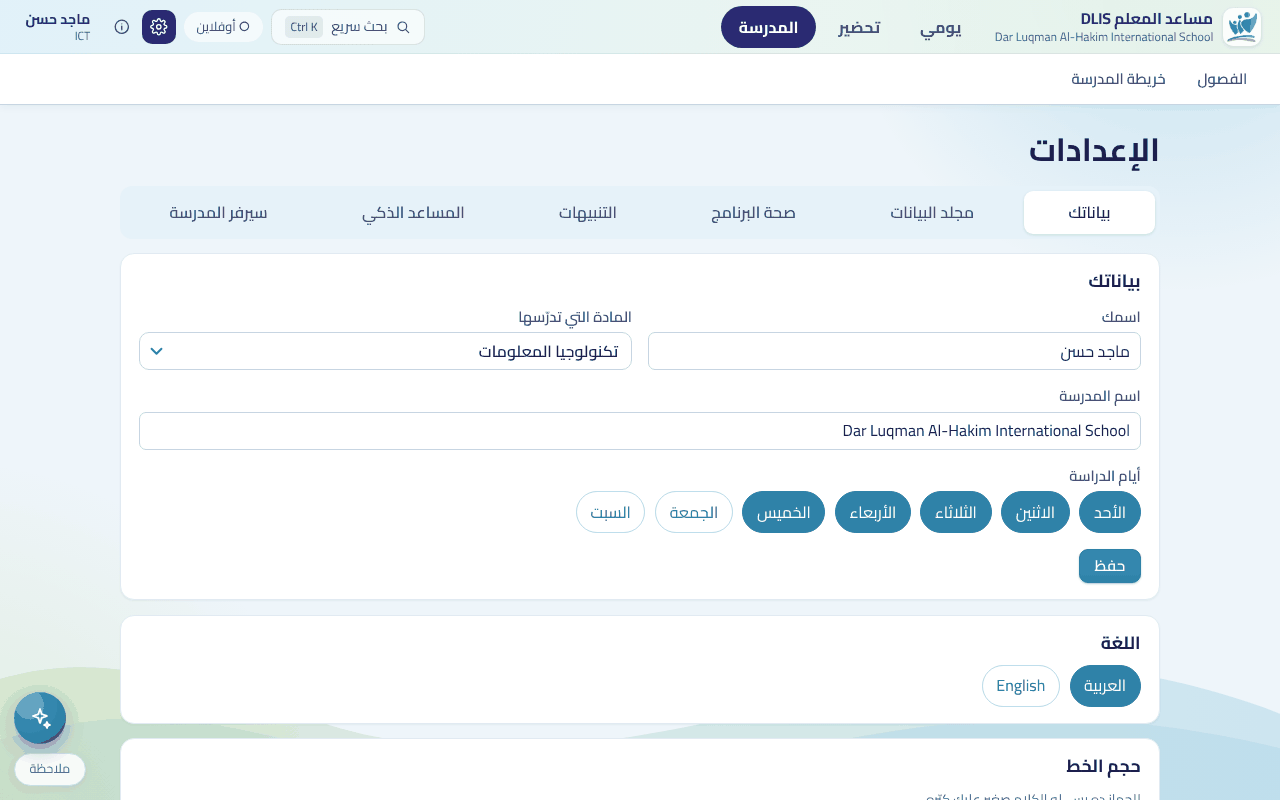 مساعد المعلم DLIS
Dar Luqman Al-Hakim International School
يومي
تحضير
المدرسة
بحث سريع
Ctrl K
أوفلاين
ماجد حسن
ICT
الفصول
خريطة المدرسة
الإعدادات
بياناتك
مجلد البيانات
صحة البرنامج
التنبيهات
المساعد الذكي
سيرفر المدرسة
بياناتك
اسمك
المادة التي تدرّسها
ماجد حسن
تكنولوجيا المعلومات
اسم المدرسة
Dar Luqman Al-Hakim International School
أيام الدراسة
الأحد
الاثنين
الثلاثاء
الأربعاء
الخميس
الجمعة
السبت
حفظ
اللغة
العربية
English
حجم الخط
ملاحظة